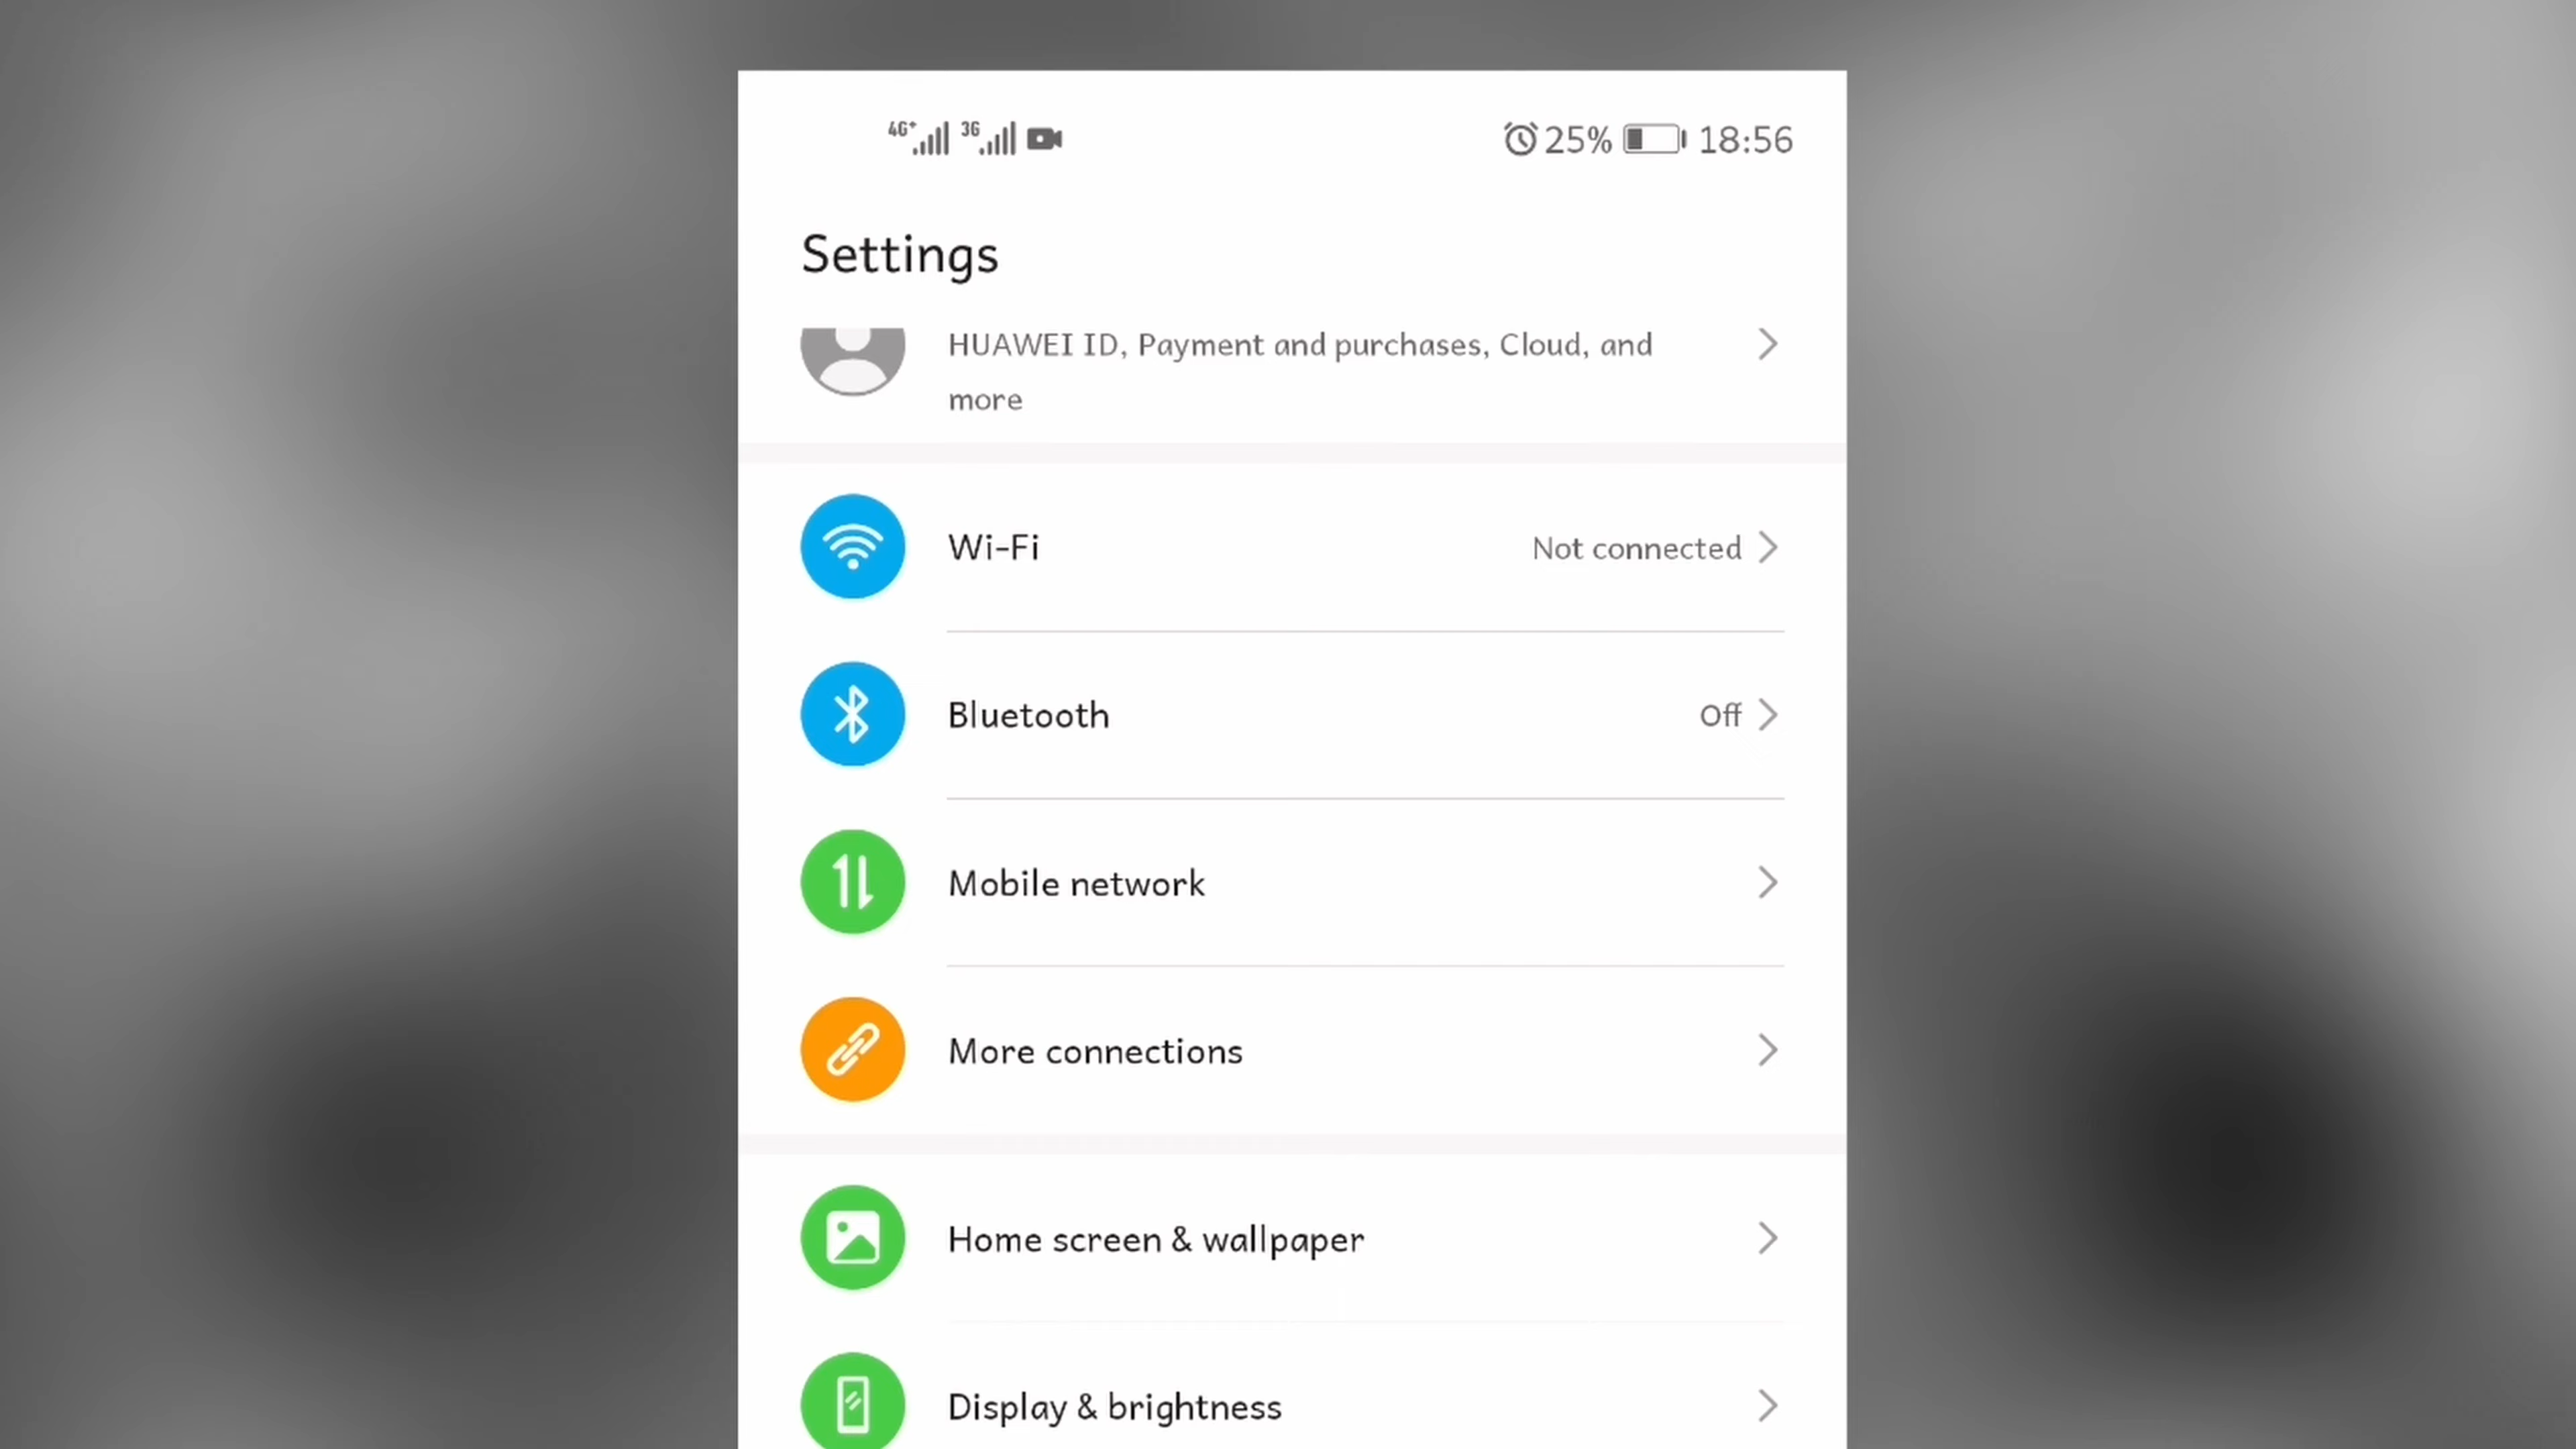 4G+ 3G 25% 18:56
Settings
HUAWEI ID, Payment and purchases, Cloud, and
more
Wi-Fi Not connected
Bluetooth Off
Mobile network
More connections
Home screen & wallpaper
Display & brightness